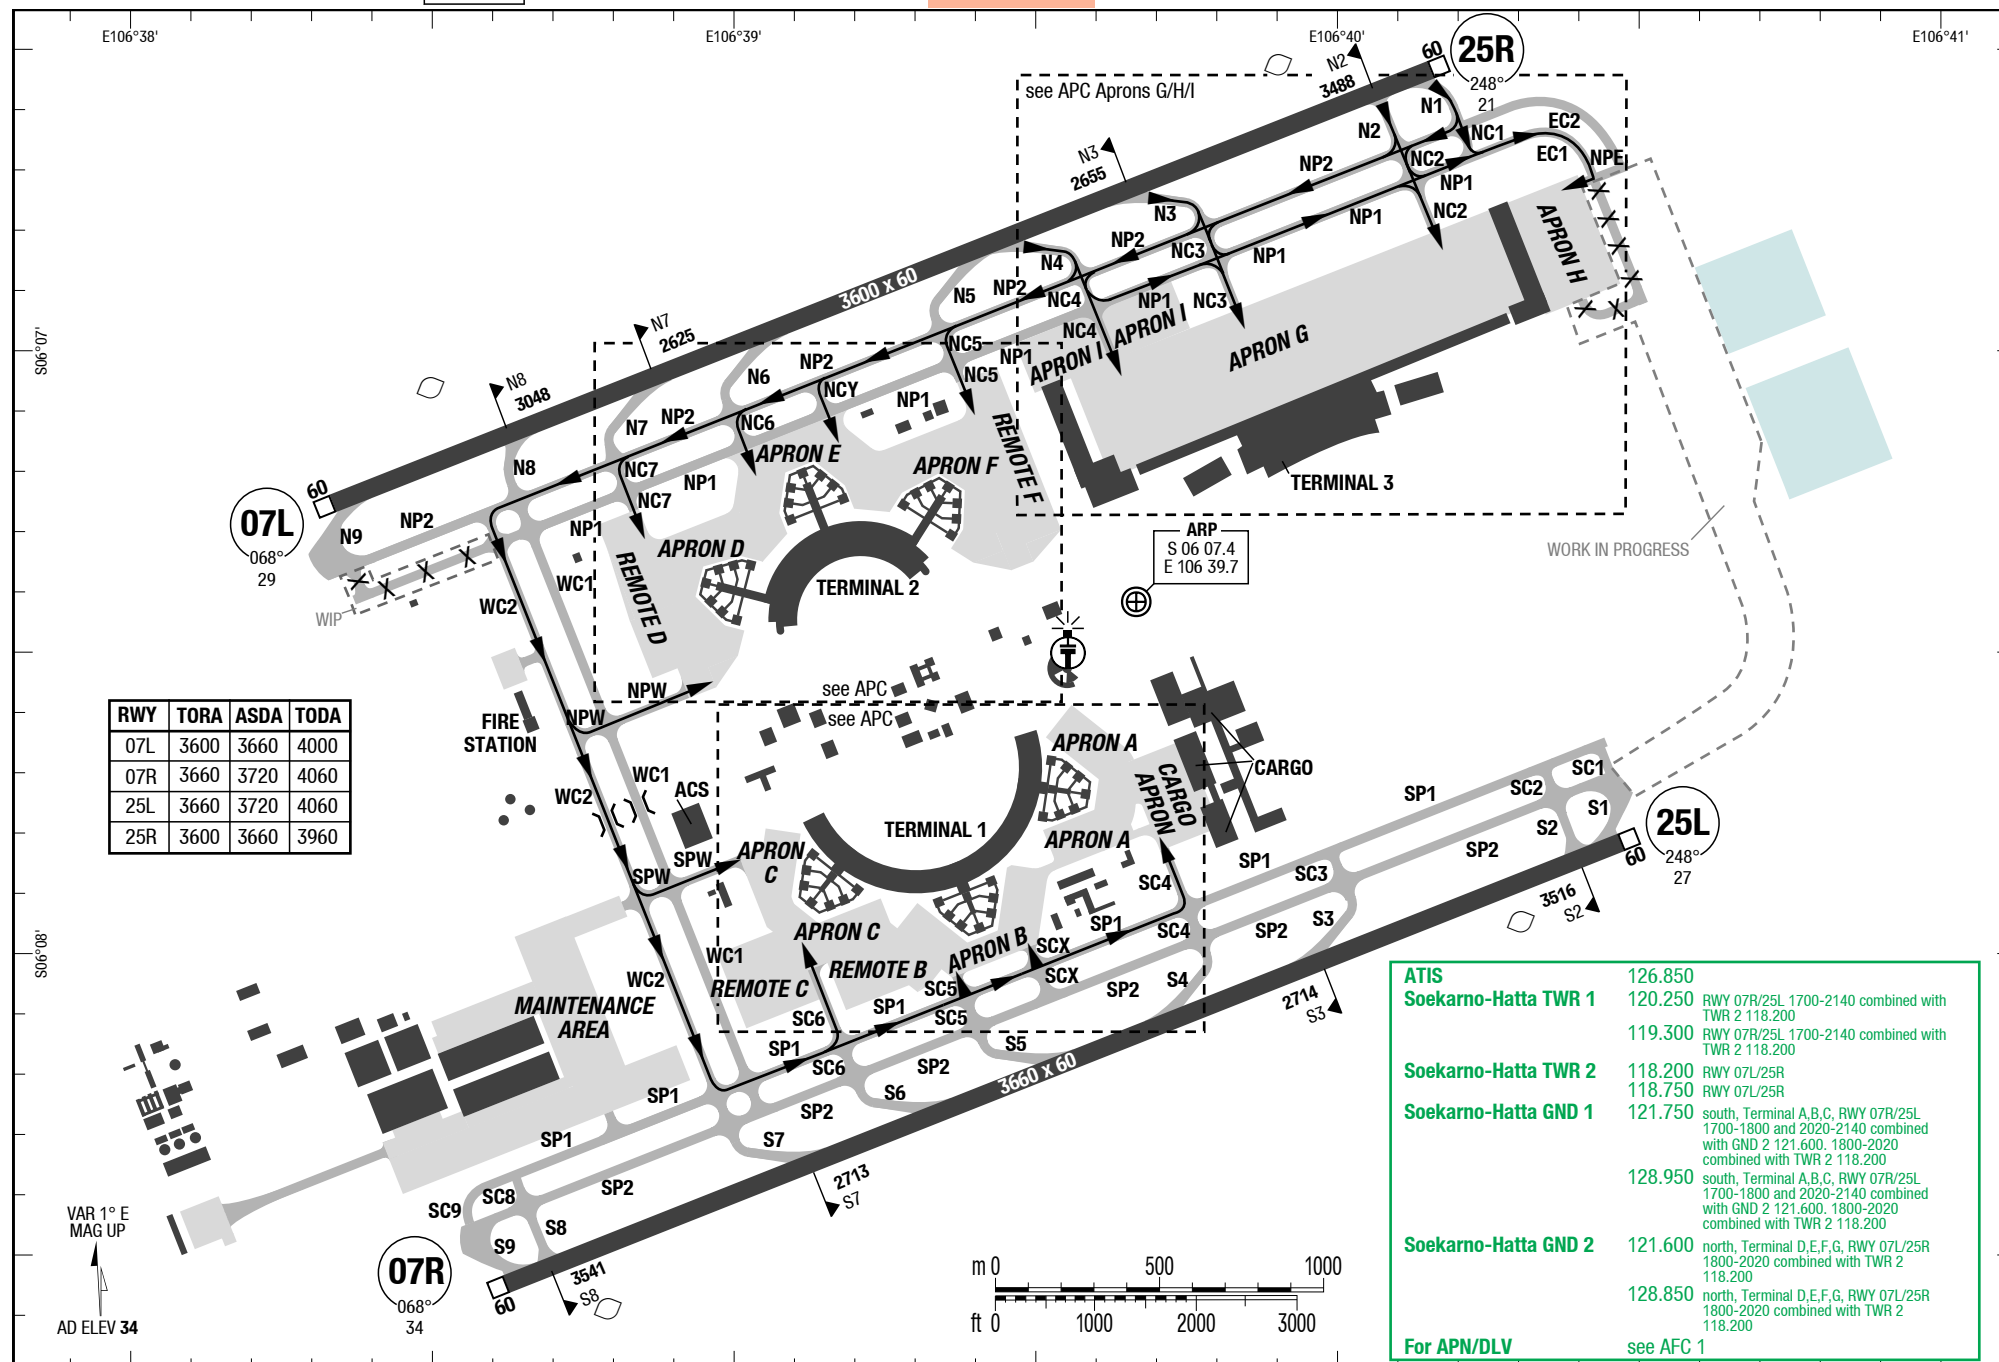 E106°38'
E106°39'
E106°40'
E106°41'
S06°07'
S06°08'
25R
248°
21
60
N2
3488
see APC Aprons G/H/I
N1
N2
NC1
EC2
EC1
NPE
NC2
NP2
NP1
NC2
NP1
N3
2655
N3
NP2
NC3
NP1
APRON H
N4
NP2
NC4
NP1
NC3
N5
NC4
APRON I
APRON I
APRON G
3600 x 60
N7
2625
NC5
NP1
NC5
NP2
N6
NCY
NP1
N8
3048
NP2
N7
NC6
APRON E
APRON F
REMOTE F
TERMINAL 3
N8
NC7
NP1
NC7
60
07L
068°
29
NP2
N9
NP1
APRON D
REMOTE D
TERMINAL 2
ARP
S 06 07.4
E 106 39.7
WORK IN PROGRESS
WIP
WC1
WC2
NPW
NPW
see APC
see APC
FIRE
STATION
RWY TORA ASDA TODA
07L 3600 3660 4000
07R 3660 3720 4060
25L 3660 3720 4060
25R 3600 3660 3960
WC1
WC2
ACS
APRON A
CARGO
APRON
CARGO
SP1
SC2
SC1
S1
S2
25L
248°
27
60
TERMINAL 1
APRON A
SPW
SPW
APRON
C
SP1
SP2
SC3
SC4
3516
S2
S3
SP2
SC4
SP1
SCX
SCX
APRON B
APRON C
REMOTE B
REMOTE C
WC1
WC2
MAINTENANCE
AREA
SC5
SP1
SC5
SP2
S4
2714
S3
SC6
SP1
SC6
SP2
S5
3660 x 60
S6
SP2
SP1
SP1
S7
2713
S7
SP2
SC8
SC9
S8
S9
07R
068°
34
60
3541
S8
VAR 1° E
MAG UP
AD ELEV 34
m 0 500 1000
ft 0 1000 2000 3000
ATIS 126.850
Soekarno-Hatta TWR 1 120.250 RWY 07R/25L 1700-2140 combined with
TWR 2 118.200
119.300 RWY 07R/25L 1700-2140 combined with
TWR 2 118.200
Soekarno-Hatta TWR 2 118.200 RWY 07L/25R
118.750 RWY 07L/25R
Soekarno-Hatta GND 1 121.750 south, Terminal A,B,C, RWY 07R/25L
1700-1800 and 2020-2140 combined
with GND 2 121.600. 1800-2020
combined with TWR 2 118.200
128.950 south, Terminal A,B,C, RWY 07R/25L
1700-1800 and 2020-2140 combined
with GND 2 121.600. 1800-2020
combined with TWR 2 118.200
Soekarno-Hatta GND 2 121.600 north, Terminal D,E,F,G, RWY 07L/25R
1800-2020 combined with TWR 2
118.200
128.850 north, Terminal D,E,F,G, RWY 07L/25R
1800-2020 combined with TWR 2
118.200
For APN/DLV see AFC 1